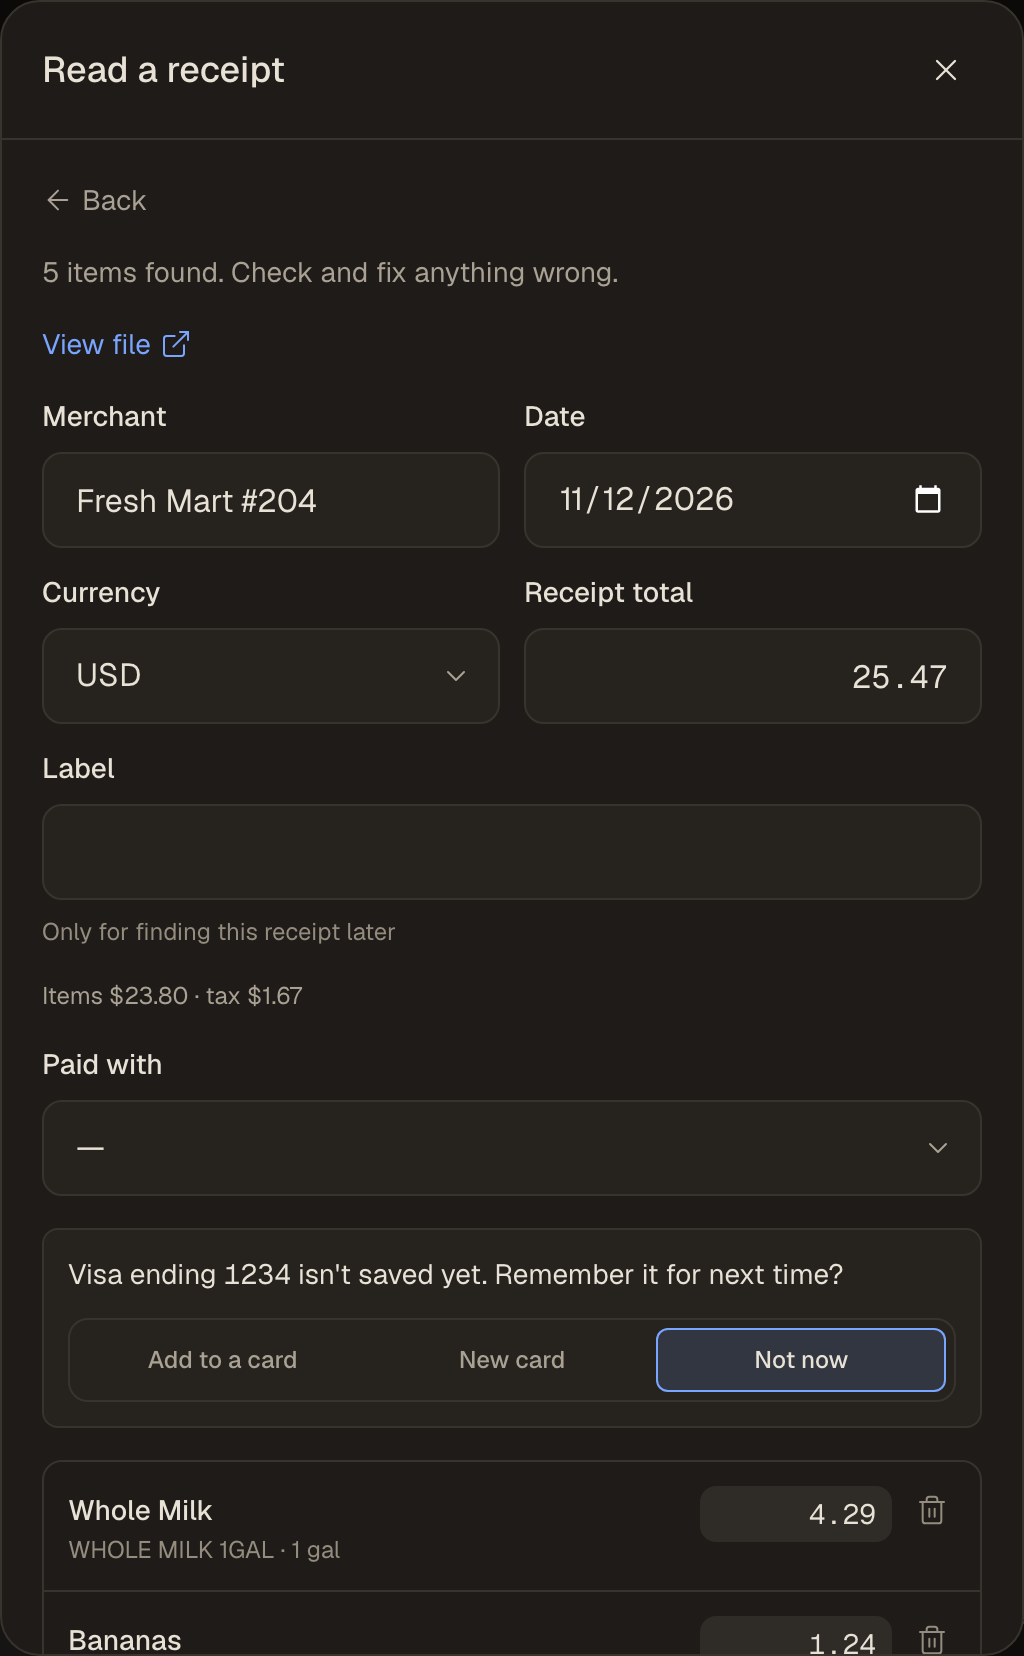 Read a receipt
Back
5 items found. Check and fix anything wrong.
View file
Merchant
Date
Fresh Mart #204
11/12/2026
Currency
Receipt total
USD
25.47
Label
Only for finding this receipt later
Items $23.80 · tax $1.67
Paid with
—
Visa ending 1234 isn't saved yet. Remember it for next time?
Add to a card
New card
Not now
Whole Milk
4.29
WHOLE MILK 1GAL · 1 gal
Bananas
1.24